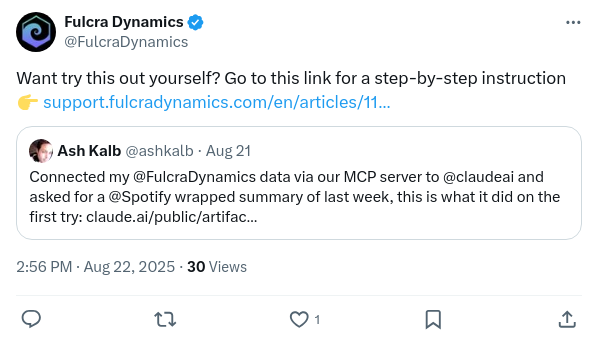 Fulcra Dynamics
@FulcraDynamics
Want try this out yourself? Go to this link for a step-by-step instruction
👉 support.fulcradynamics.com/en/articles/11...
Ash Kalb @ashkalb · Aug 21
Connected my @FulcraDynamics data via our MCP server to @claudeai and
asked for a @Spotify wrapped summary of last week, this is what it did on the
first try: claude.ai/public/artifac...
2:56 PM · Aug 22, 2025 · 30 Views
1